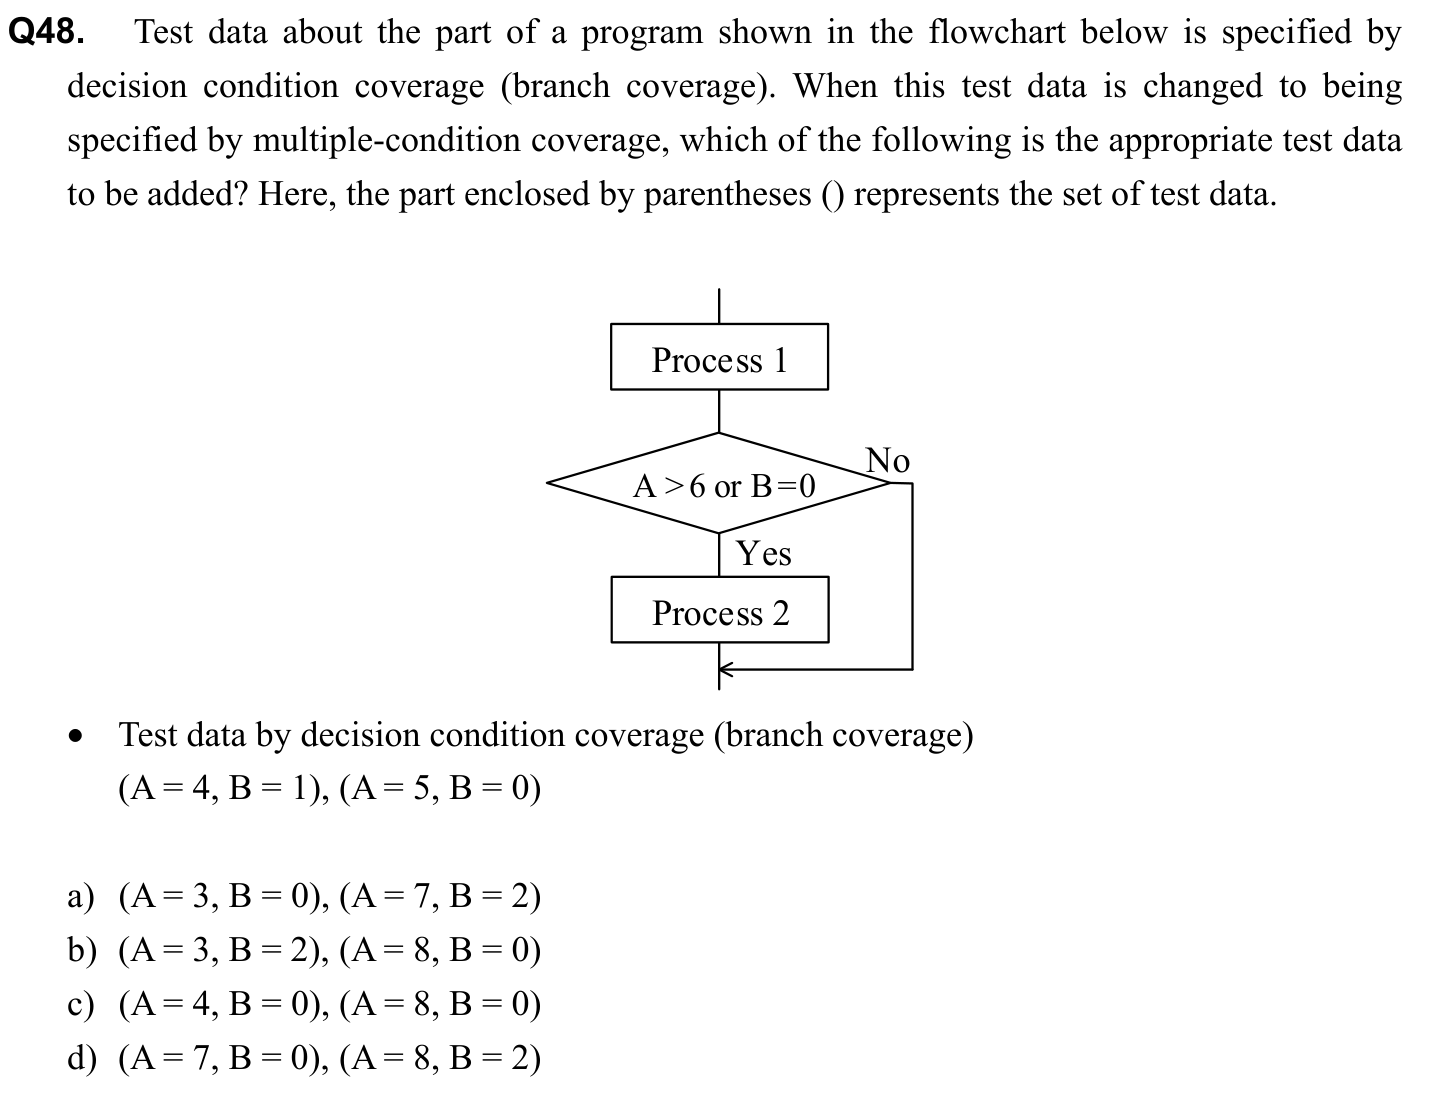 Q48. Test data about the part of a program shown in the flowchart below is specified by
decision condition coverage (branch coverage). When this test data is changed to being
specified by multiple-condition coverage, which of the following is the appropriate test data
to be added? Here, the part enclosed by parentheses () represents the set of test data.
Process 1
No
A >6 or B=0
Yes
Process 2
• Test data by decision condition coverage (branch coverage)
(A = 4, B = 1), (A = 5, B = 0)
a) (A = 3, B = 0), (A = 7, B = 2)
b) (A = 3, B = 2), (A = 8, B = 0)
c) (A = 4, B = 0), (A = 8, B = 0)
d) (A = 7, B = 0), (A = 8, B = 2)